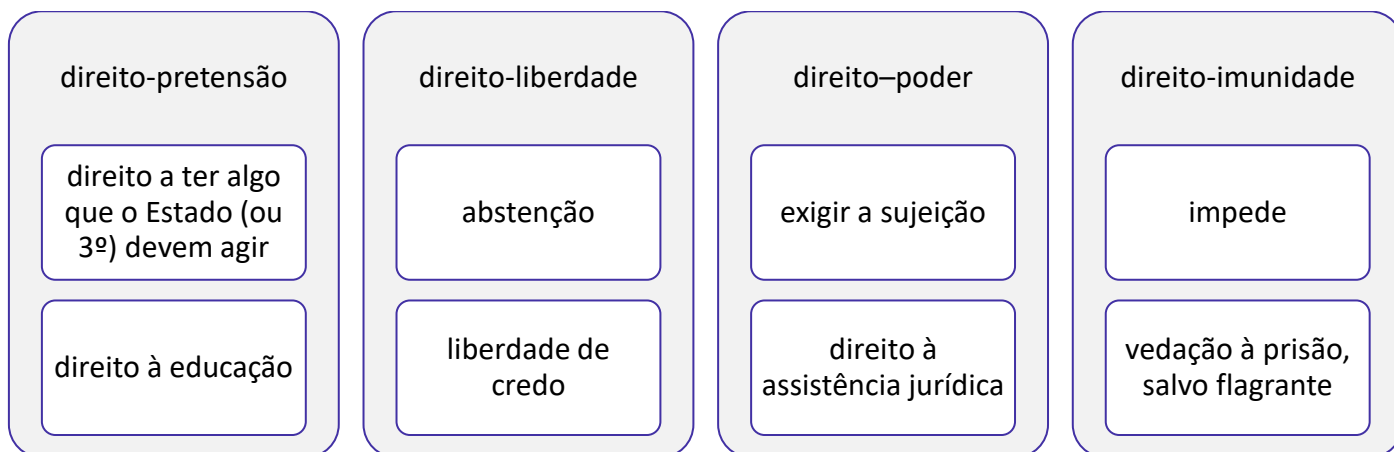 direito-pretensão
direito a ter algo
que o Estado (ou
3º) devem agir
direito à educação
direito-liberdade
abstenção
liberdade de
credo
direito–poder
exigir a sujeição
direito à
assistência jurídica
direito-imunidade
impede
vedação à prisão,
salvo flagrante